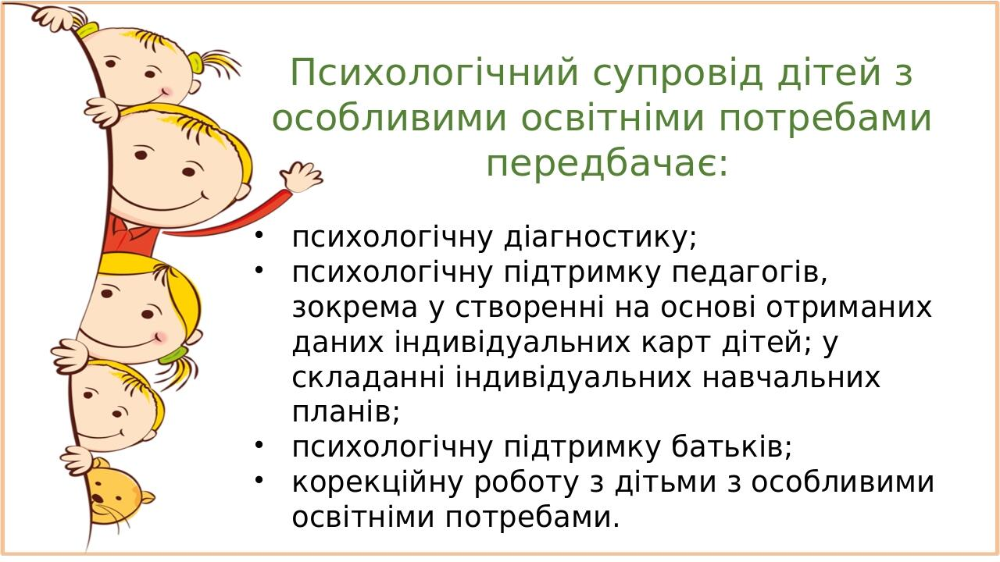 Психологічний супровід дітей з
особливими освітніми потребами
передбачає:
• психологічну діагностику;
• психологічну підтримку педагогів,
зокрема у створенні на основі отриманих
даних індивідуальних карт дітей; у
складанні індивідуальних навчальних
планів;
• психологічну підтримку батьків;
• корекційну роботу з дітьми з особливими
освітніми потребами.